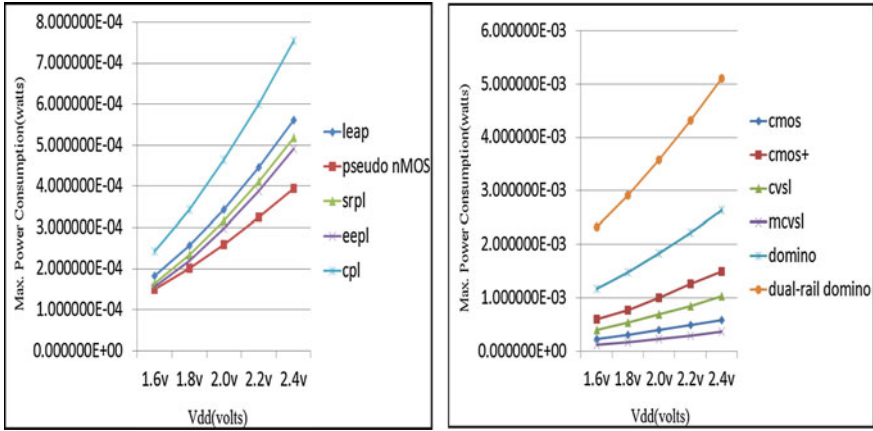 8.000000E-04
7.000000E-04
6.000000E-04
5.000000E-04
4.000000E-04
3.000000E-04
2.000000E-04
1.000000E-04
0.000000E+00
Max. Power Consumption(watts)
1.6v 1.8v 2.0v 2.2v 2.4v
Vdd(volts)
leap
pseudo nMOS
srpl
eepl
cpl
6.000000E-03
5.000000E-03
4.000000E-03
3.000000E-03
2.000000E-03
1.000000E-03
0.000000E+00
Max. Power Consumption(watts)
1.6v 1.8v 2.0v 2.2v 2.4v
Vdd(volts)
cmos
cmos+
cvsl
mcvsl
domino
dual-rail domino